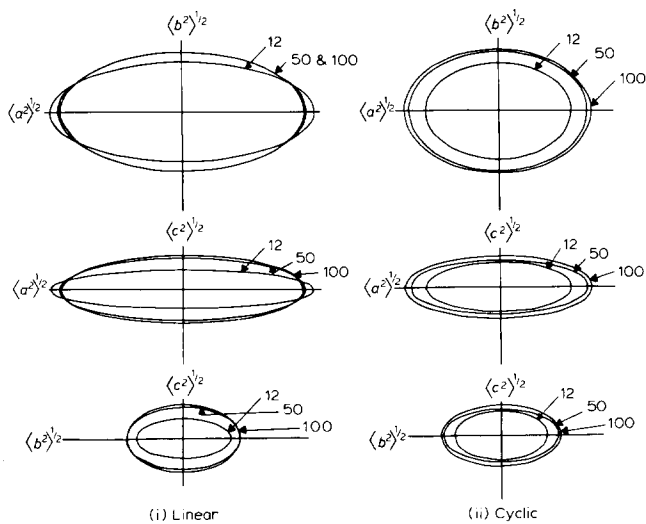 ⟨b²⟩^1/2
12
50 & 100
⟨a²⟩^1/2
⟨c²⟩^1/2
12
50
100
⟨a²⟩^1/2
⟨c²⟩^1/2
12
50
100
⟨b²⟩^1/2
(i) Linear
⟨b²⟩^1/2
12
50
100
⟨a²⟩^1/2
⟨c²⟩^1/2
12
50
100
⟨a²⟩^1/2
⟨c²⟩^1/2
12
50
100
⟨b²⟩^1/2
(ii) Cyclic